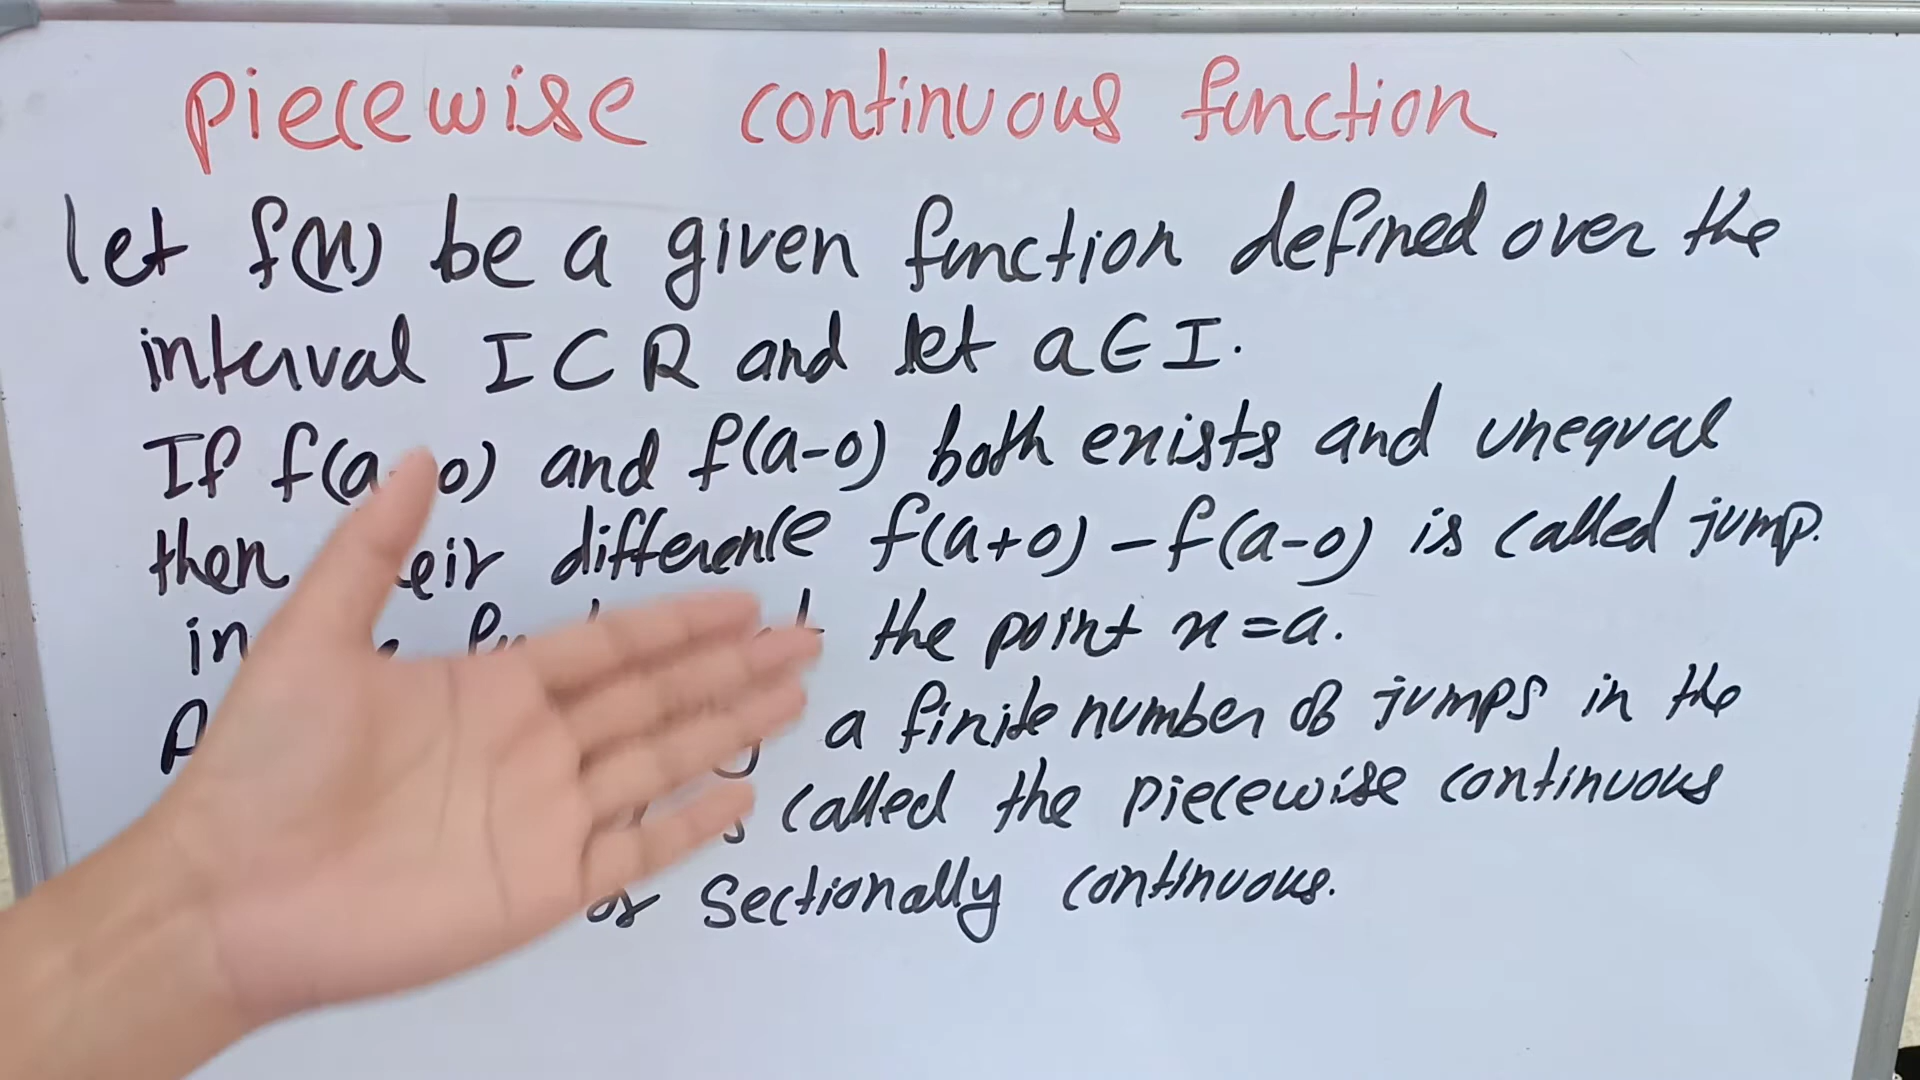 piecewise continuous function
let f(x) be a given function defined over the
interval I ⊂ R and let a ∈ I.
If f(a 0) and f(a-0) both exists and unequal
then difference f(a+0) - f(a-0) is called jump.
in the point x = a.
a finite number of jumps in the
called the piecewise continuous
or sectionally continuous.